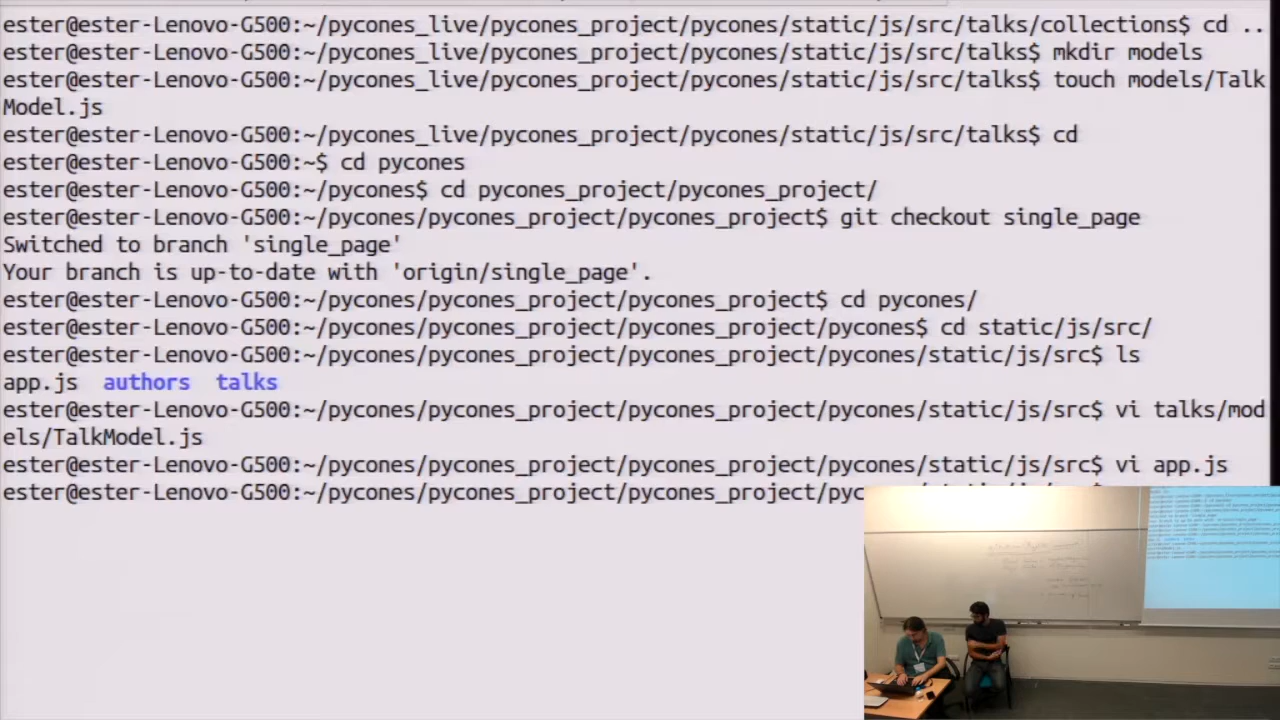 ester@ester-Lenovo-G500:~/pycones_live/pycones_project/pycones/static/js/src/talks/collections$ cd ..
ester@ester-Lenovo-G500:~/pycones_live/pycones_project/pycones/static/js/src/talks$ mkdir models
ester@ester-Lenovo-G500:~/pycones_live/pycones_project/pycones/static/js/src/talks$ touch models/Talk
Model.js
ester@ester-Lenovo-G500:~/pycones_live/pycones_project/pycones/static/js/src/talks$ cd
ester@ester-Lenovo-G500:~$ cd pycones
ester@ester-Lenovo-G500:~/pycones$ cd pycones_project/pycones_project/
ester@ester-Lenovo-G500:~/pycones/pycones_project/pycones_project$ git checkout single_page
Switched to branch 'single_page'
Your branch is up-to-date with 'origin/single_page'.
ester@ester-Lenovo-G500:~/pycones/pycones_project/pycones_project$ cd pycones/
ester@ester-Lenovo-G500:~/pycones/pycones_project/pycones_project/pycones$ cd static/js/src/
ester@ester-Lenovo-G500:~/pycones/pycones_project/pycones_project/pycones/static/js/src$ ls
app.js authors talks
ester@ester-Lenovo-G500:~/pycones/pycones_project/pycones_project/pycones/static/js/src$ vi talks/mod
els/TalkModel.js
ester@ester-Lenovo-G500:~/pycones/pycones_project/pycones_project/pycones/static/js/src$ vi app.js
ester@ester-Lenovo-G500:~/pycones/pycones_project/pycones_project/pyc